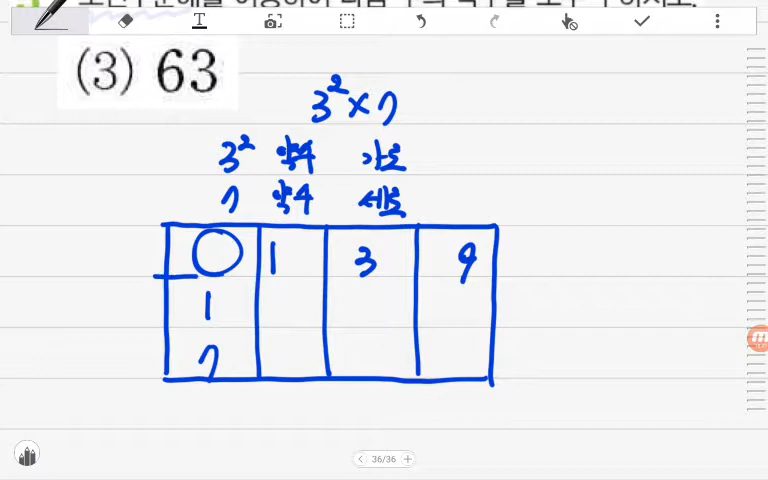 (3) 63
3² × 7
3² 약수 가로
7 약수 세로
○ 1 3 9
1
7
36/36